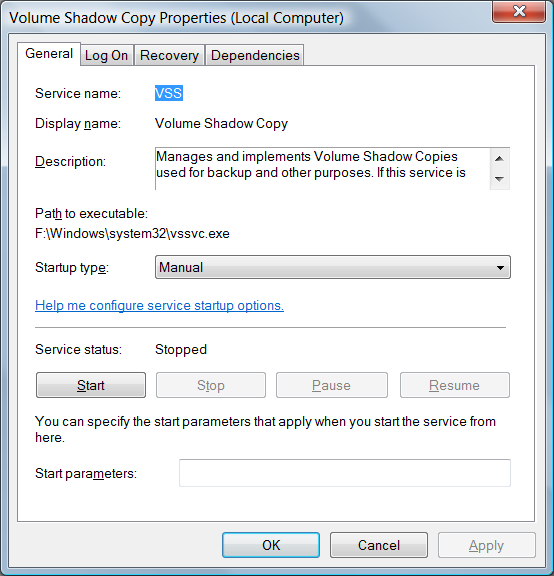 Volume Shadow Copy Properties (Local Computer)
General Log On Recovery Dependencies
Service name: VSS
Display name: Volume Shadow Copy
Description: Manages and implements Volume Shadow Copies
used for backup and other purposes. If this service is
Path to executable:
F:\Windows\system32\vssvc.exe
Startup type: Manual
Help me configure service startup options.
Service status: Stopped
Start Stop Pause Resume
You can specify the start parameters that apply when you start the service from
here.
Start parameters:
OK Cancel Apply